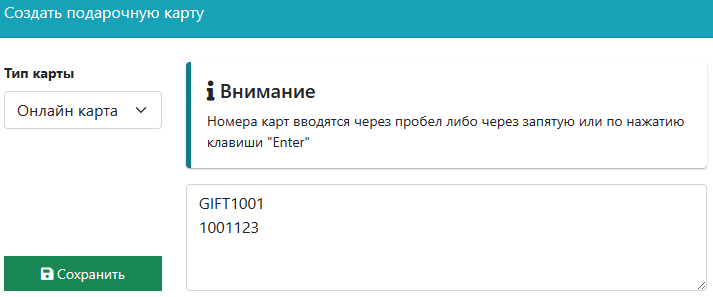 Создать подарочную карту
Тип карты
Онлайн карта
Внимание
Номера карт вводятся через пробел либо через запятую или по нажатию
клавиши "Enter"
GIFT1001
1001123
Сохранить